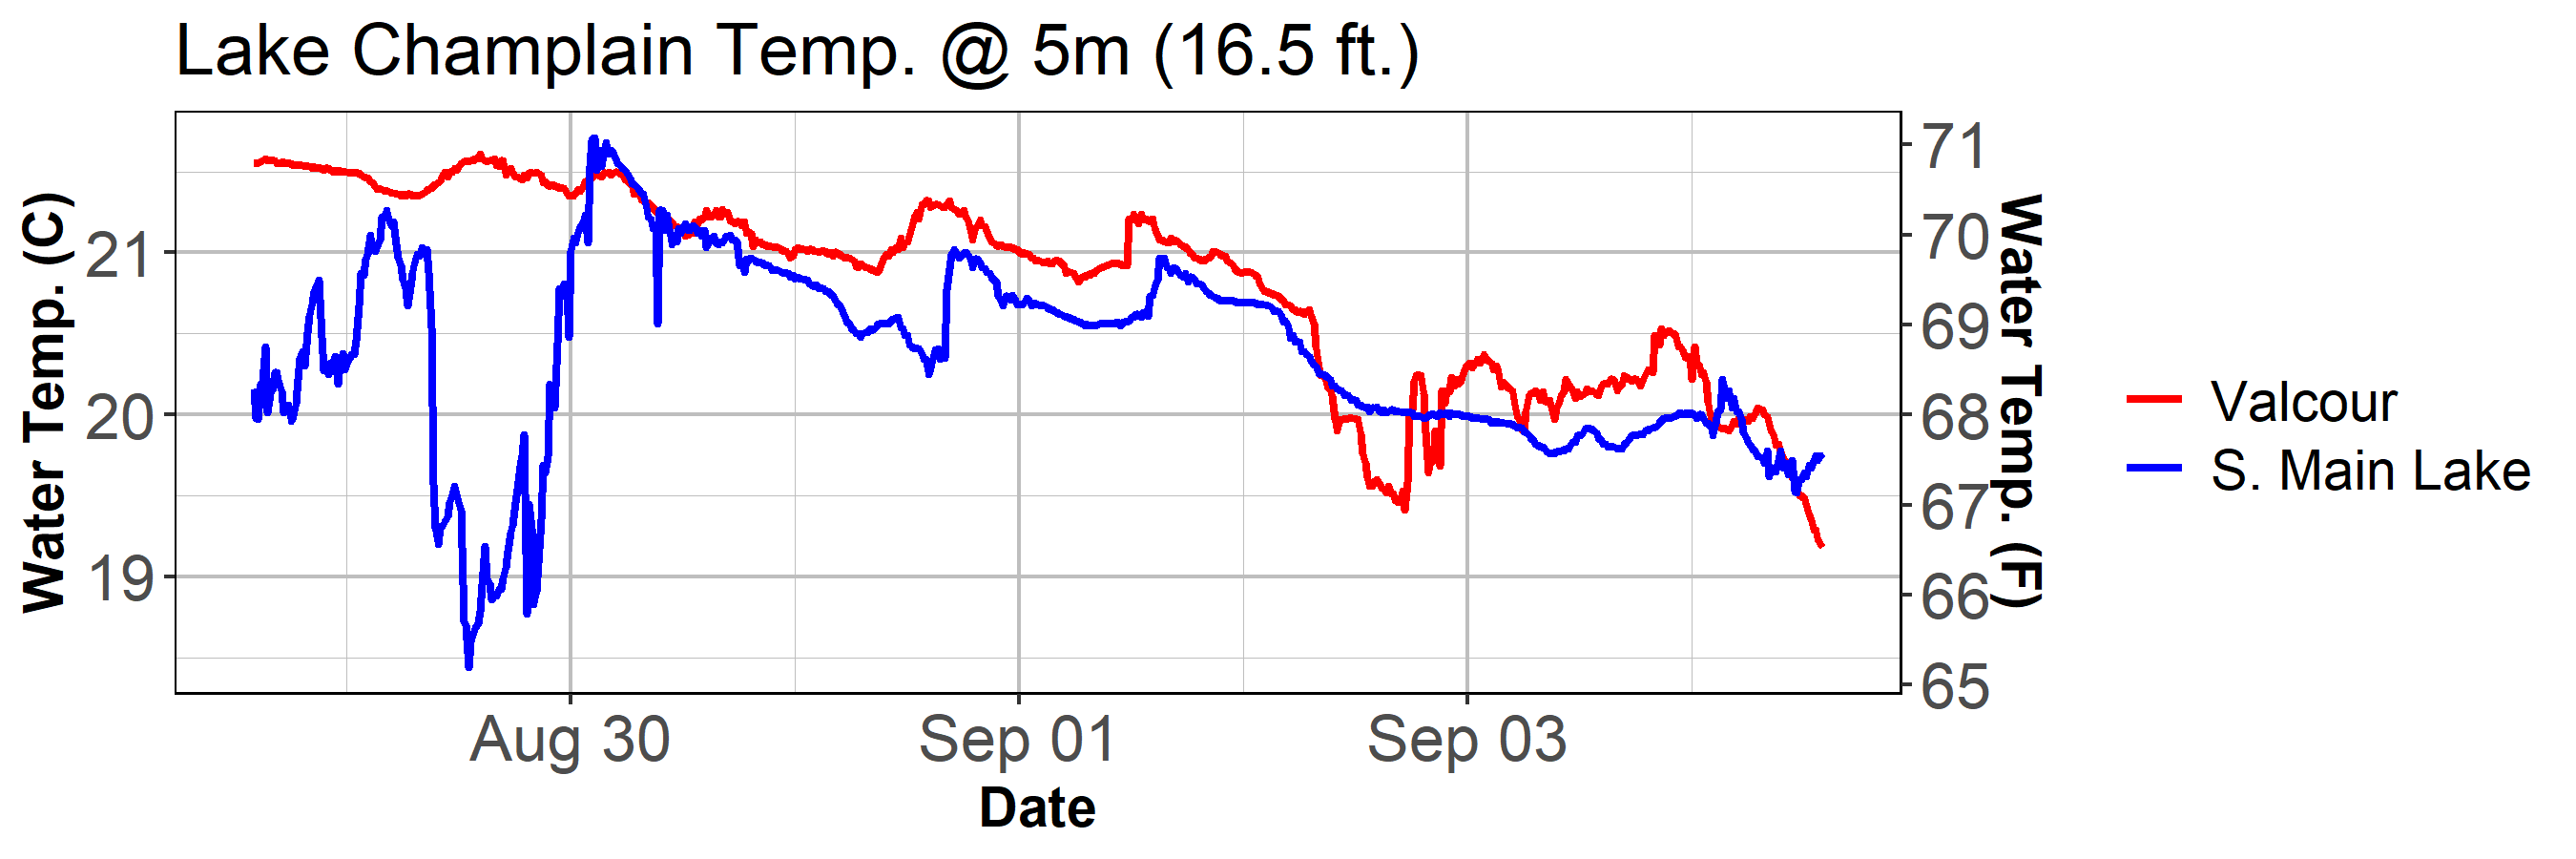 Lake Champlain Temp. @ 5m (16.5 ft.)
Water Temp. (C)
21
20
19
71
70
69
68
67
66
65
Water Temp. (F)
Aug 30
Sep 01
Sep 03
Date
Valcour
S. Main Lake